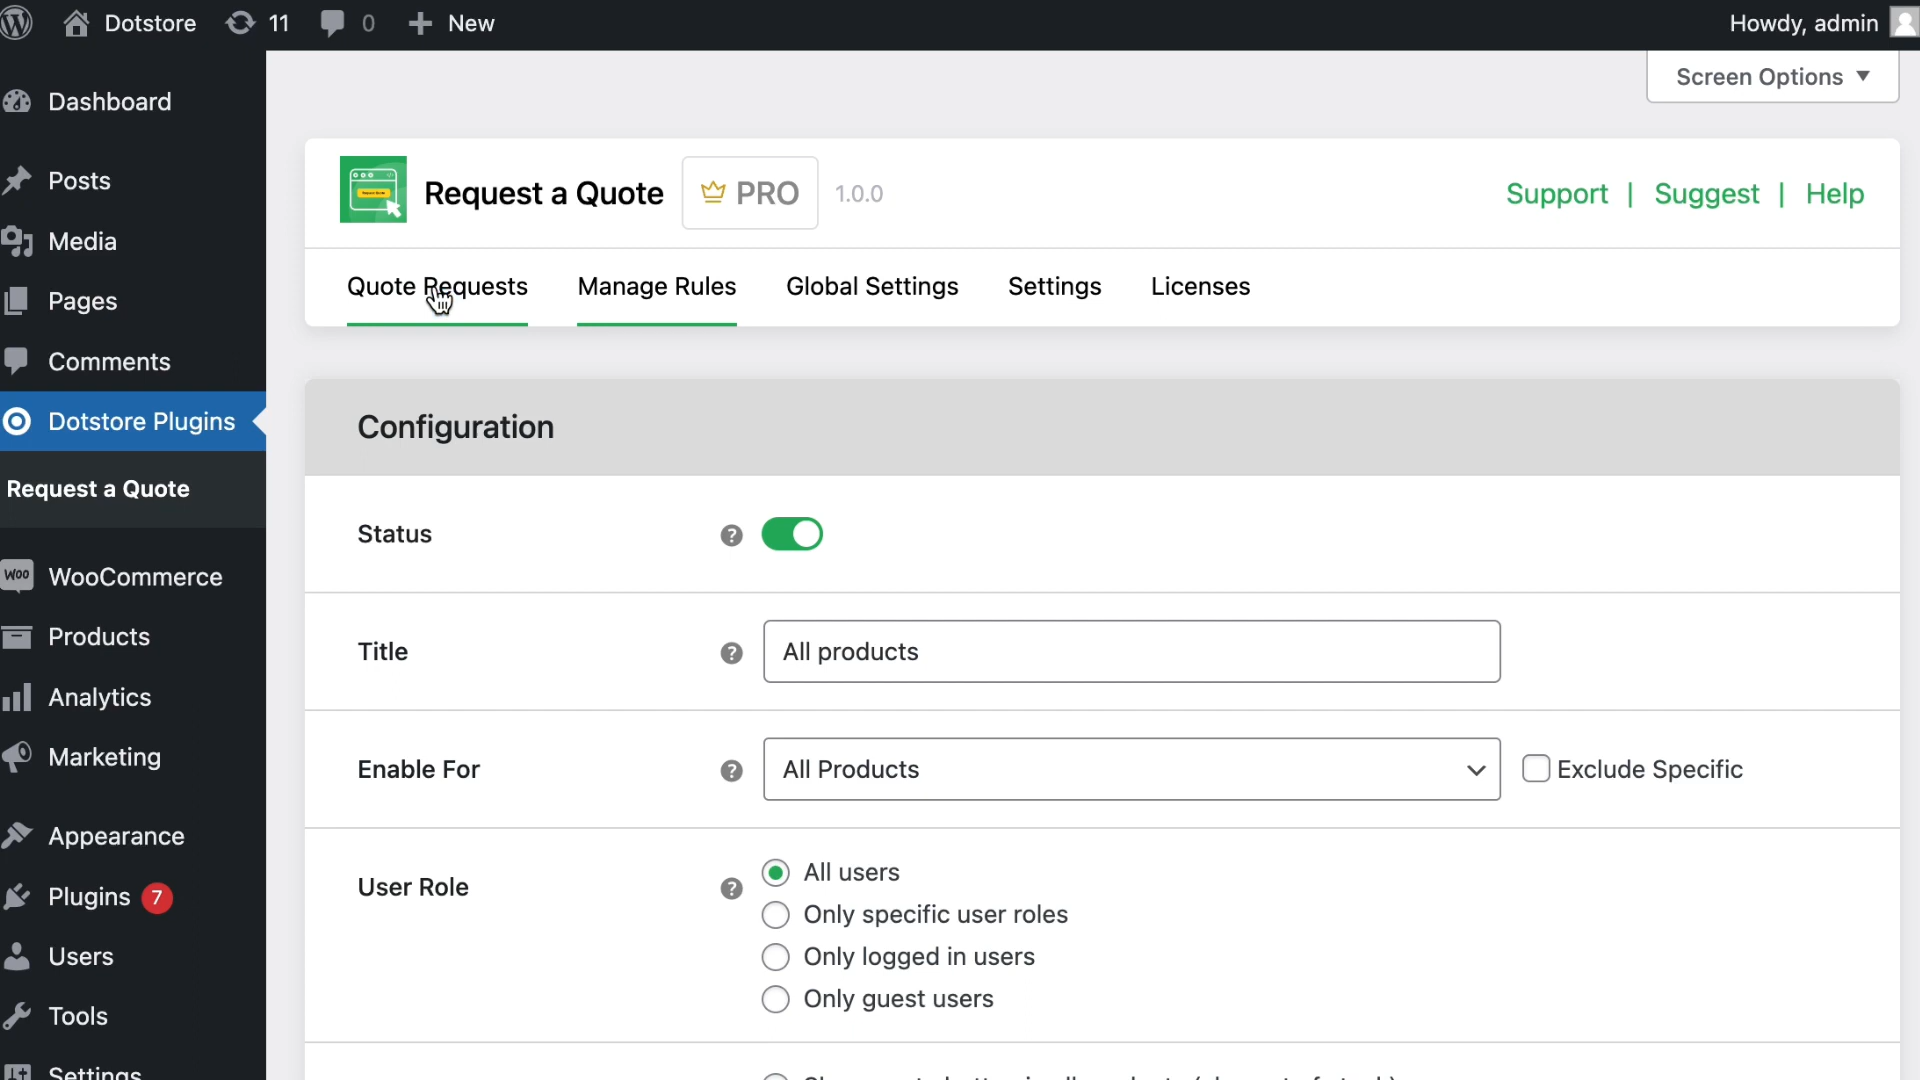 Dotstore 11 0 New Howdy, admin
Screen Options
Dashboard
Posts
Media
Pages
Comments
Dotstore Plugins
Request a Quote
WooCommerce
Products
Analytics
Marketing
Appearance
Plugins 7
Users
Tools
Settings
Request a Quote PRO 1.0.0
Support | Suggest | Help
Quote Requests Manage Rules Global Settings Settings Licenses
Configuration
Status
Title All products
Enable For All Products Exclude Specific
User Role
All users
Only specific user roles
Only logged in users
Only guest users